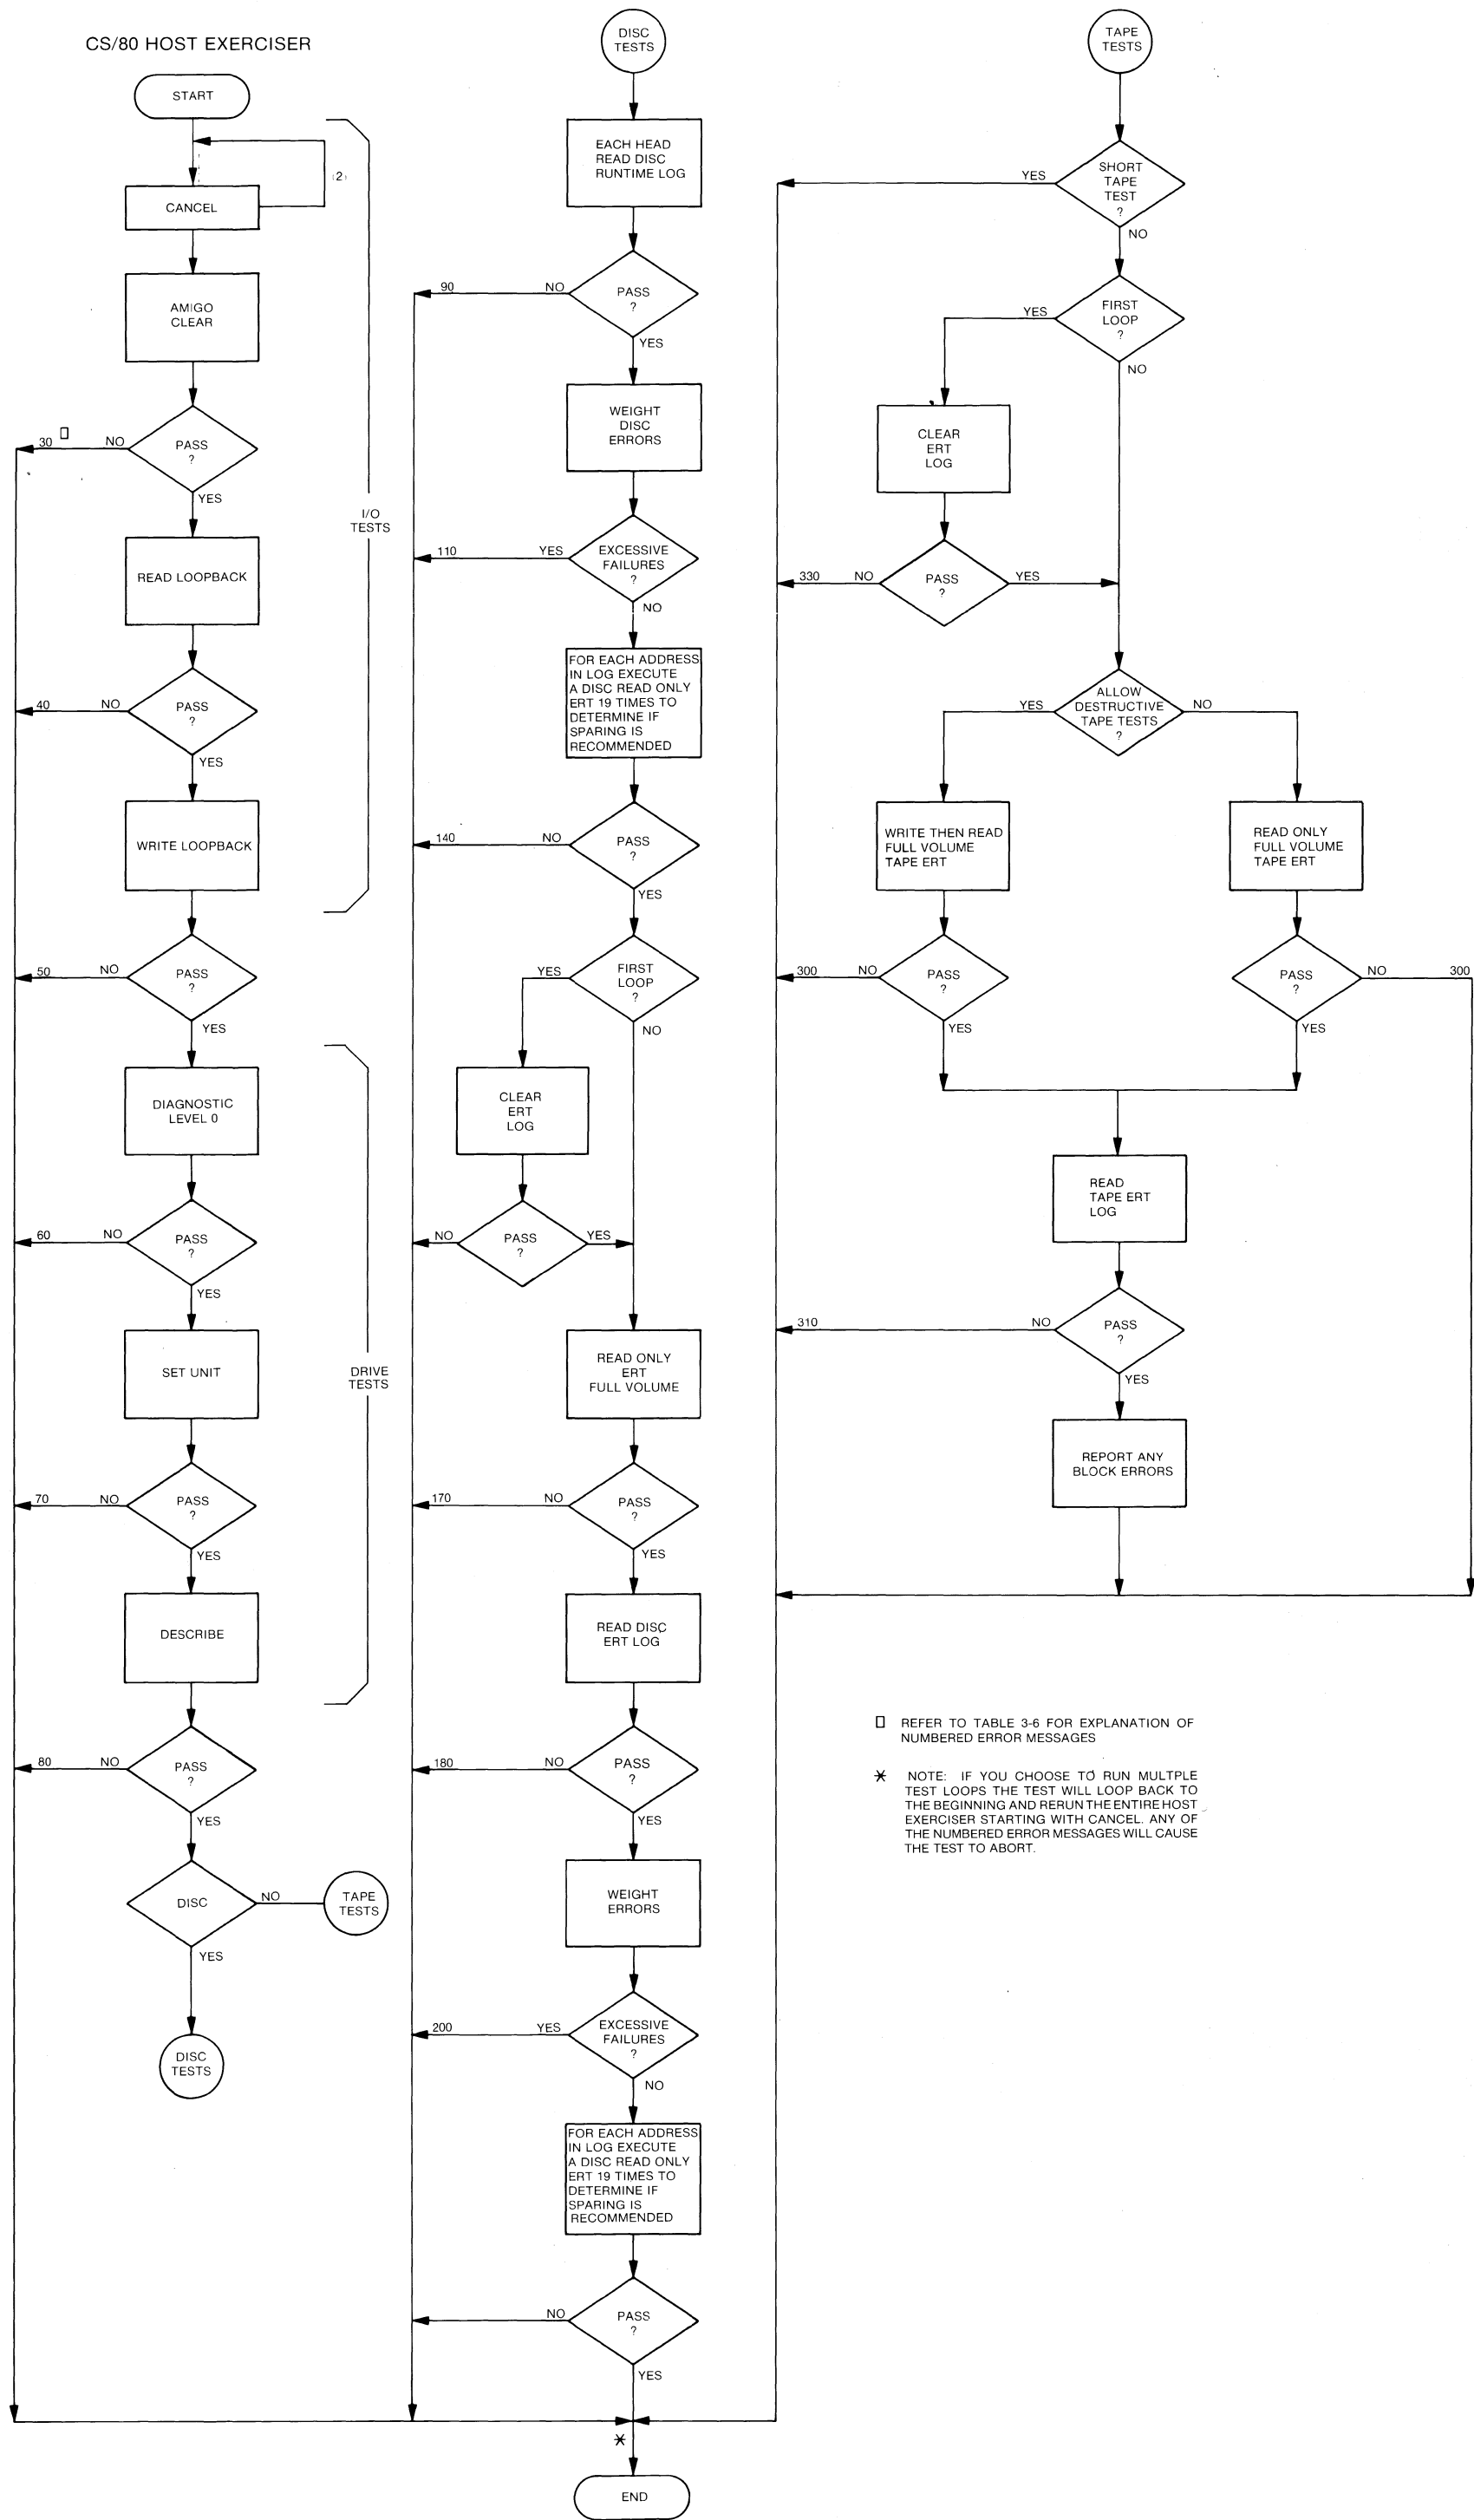 CS/80 HOST EXERCISER
START
(2)
CANCEL
AMIGO
CLEAR
PASS
?
NO
30
YES
READ LOOPBACK
PASS
?
NO
40
YES
WRITE LOOPBACK
I/O
TESTS
PASS
?
NO
50
YES
DIAGNOSTIC
LEVEL 0
PASS
?
NO
60
YES
SET UNIT
DRIVE
TESTS
PASS
?
NO
70
YES
DESCRIBE
PASS
?
NO
80
YES
DISC
NO
TAPE
TESTS
YES
DISC
TESTS
DISC
TESTS
EACH HEAD
READ DISC
RUNTIME LOG
PASS
?
NO
90
YES
WEIGHT
DISC
ERRORS
EXCESSIVE
FAILURES
?
YES
110
NO
FOR EACH ADDRESS
IN LOG EXECUTE
A DISC READ ONLY
ERT 19 TIMES TO
DETERMINE IF
SPARING IS
RECOMMENDED
PASS
?
NO
140
YES
FIRST
LOOP
?
YES
NO
CLEAR
ERT
LOG
PASS
?
NO
YES
READ ONLY
ERT
FULL VOLUME
PASS
?
NO
170
YES
READ DISC
ERT LOG
PASS
?
NO
180
YES
WEIGHT
ERRORS
EXCESSIVE
FAILURES
?
YES
200
NO
FOR EACH ADDRESS
IN LOG EXECUTE
A DISC READ ONLY
ERT 19 TIMES TO
DETERMINE IF
SPARING IS
RECOMMENDED
PASS
?
NO
YES
*
END
TAPE
TESTS
SHORT
TAPE
TEST
?
YES
NO
FIRST
LOOP
?
YES
NO
CLEAR
ERT
LOG
PASS
?
330
NO
YES
ALLOW
DESTRUCTIVE
TAPE TESTS
?
YES
NO
WRITE THEN READ
FULL VOLUME
TAPE ERT
READ ONLY
FULL VOLUME
TAPE ERT
PASS
?
300
NO
YES
PASS
?
NO
300
YES
READ
TAPE ERT
LOG
PASS
?
310
NO
YES
REPORT ANY
BLOCK ERRORS
REFER TO TABLE 3-6 FOR EXPLANATION OF
NUMBERED ERROR MESSAGES
* NOTE: IF YOU CHOOSE TO RUN MULTPLE
TEST LOOPS THE TEST WILL LOOP BACK TO
THE BEGINNING AND RERUN THE ENTIRE HOST
EXERCISER STARTING WITH CANCEL. ANY OF
THE NUMBERED ERROR MESSAGES WILL CAUSE
THE TEST TO ABORT.